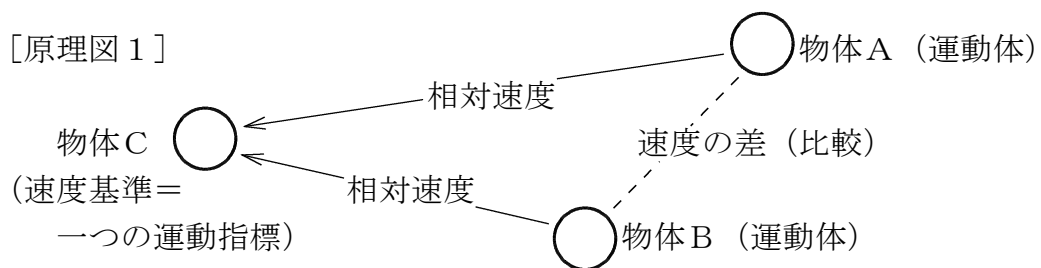 ［原理図１］
物体Ａ（運動体）
相対速度
物体Ｃ
速度の差（比較）
（速度基準＝
相対速度
一つの運動指標）
物体Ｂ（運動体）